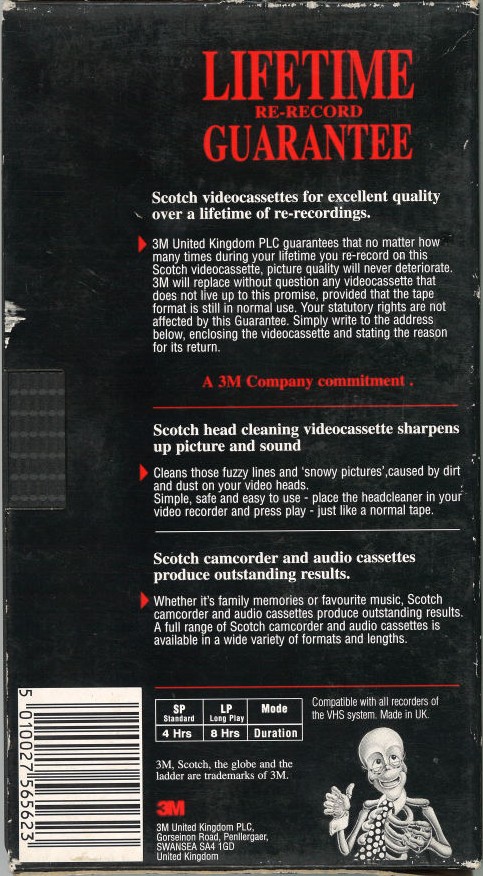 LIFETIME
RE-RECORD
GUARANTEE
Scotch videocassettes for excellent quality
over a lifetime of re-recordings.
3M United Kingdom PLC guarantees that no matter how
many times during your lifetime you re-record on this
Scotch videocassette, picture quality will never deteriorate.
3M will replace without question any videocassette that
does not live up to this promise, provided that the tape
format is still in normal use. Your statutory rights are not
affected by this Guarantee. Simply write to the address
below, enclosing the videocassette and stating the reason
for its return.
A 3M Company commitment .
Scotch head cleaning videocassette sharpens
up picture and sound
Cleans those fuzzy lines and 'snowy pictures',caused by dirt
and dust on your video heads.
Simple, safe and easy to use - place the headcleaner in your
video recorder and press play - just like a normal tape.
Scotch camcorder and audio cassettes
produce outstanding results.
Whether it's family memories or favourite music, Scotch
camcorder and audio cassettes produce outstanding results.
A full range of Scotch camcorder and audio cassettes is
available in a wide variety of formats and lengths.
SP LP Mode
Standard Long Play
4 Hrs 8 Hrs Duration
Compatible with all recorders of
the VHS system. Made in UK.
3M, Scotch, the globe and the
ladder are trademarks of 3M.
3M
3M United Kingdom PLC,
Gorseinon Road, Penllergaer,
SWANSEA SA4 1GD
United Kingdom
5 010027 565623